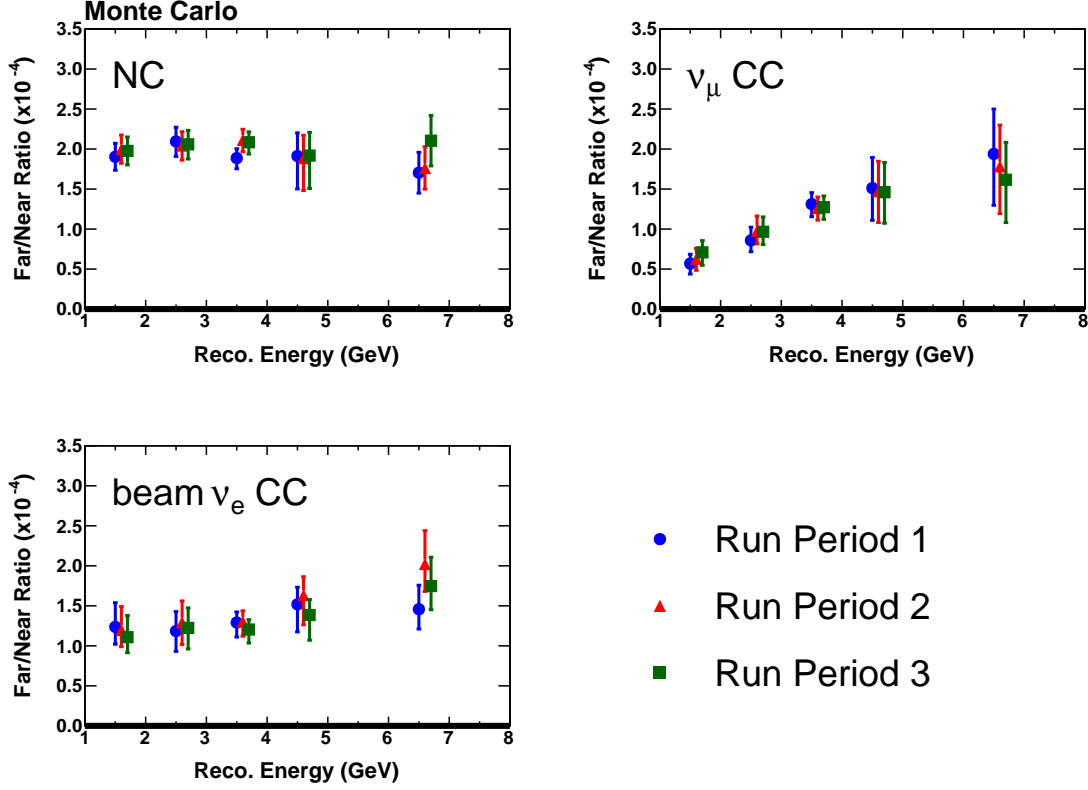 Monte Carlo
Far/Near Ratio (x10⁻⁴)
3.5
3.0
2.5
2.0
1.5
1.0
0.5
0.0
NC
1 2 3 4 5 6 7 8
Reco. Energy (GeV)
Far/Near Ratio (x10⁻⁴)
3.5
3.0
2.5
2.0
1.5
1.0
0.5
0.0
νμ CC
1 2 3 4 5 6 7 8
Reco. Energy (GeV)
Far/Near Ratio (x10⁻⁴)
3.5
3.0
2.5
2.0
1.5
1.0
0.5
0.0
beam νe CC
1 2 3 4 5 6 7 8
Reco. Energy (GeV)
Run Period 1
Run Period 2
Run Period 3